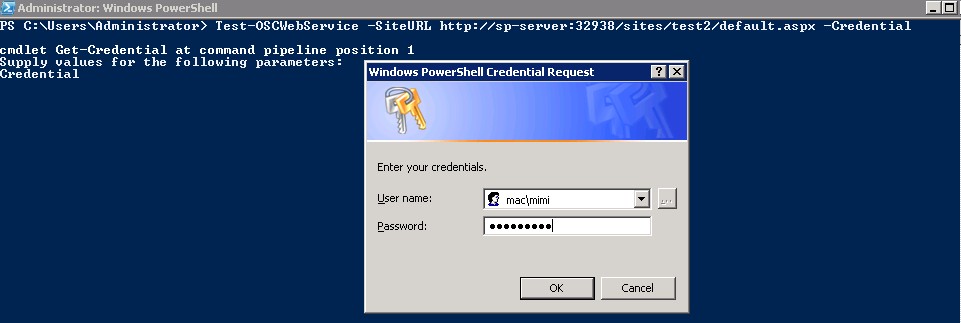 Administrator: Windows PowerShell
PS C:\Users\Administrator> Test-OSCWebService -SiteURL http://sp-server:32938/sites/test2/default.aspx -Credential
cmdlet Get-Credential at command pipeline position 1
Supply values for the following parameters:
Credential
Windows PowerShell Credential Request
Enter your credentials.
User name:
mac\mimi
...
Password:
●●●●●●●●●
OK
Cancel